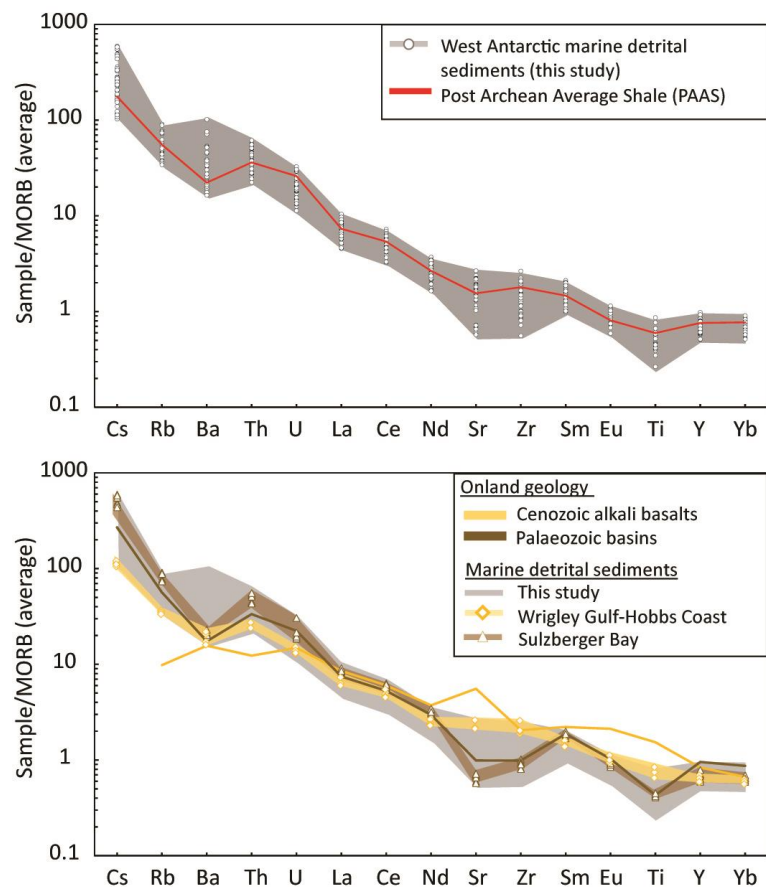 1000
100
10
1
0.1
Sample/MORB (average)
West Antarctic marine detrital
sediments (this study)
Post Archean Average Shale (PAAS)
Cs Rb Ba Th U La Ce Nd Sr Zr Sm Eu Ti Y Yb
1000
100
10
1
0.1
Sample/MORB (average)
Onland geology
Cenozoic alkali basalts
Palaeozoic basins
Marine detrital sediments
This study
Wrigley Gulf-Hobbs Coast
Sulzberger Bay
Cs Rb Ba Th U La Ce Nd Sr Zr Sm Eu Ti Y Yb